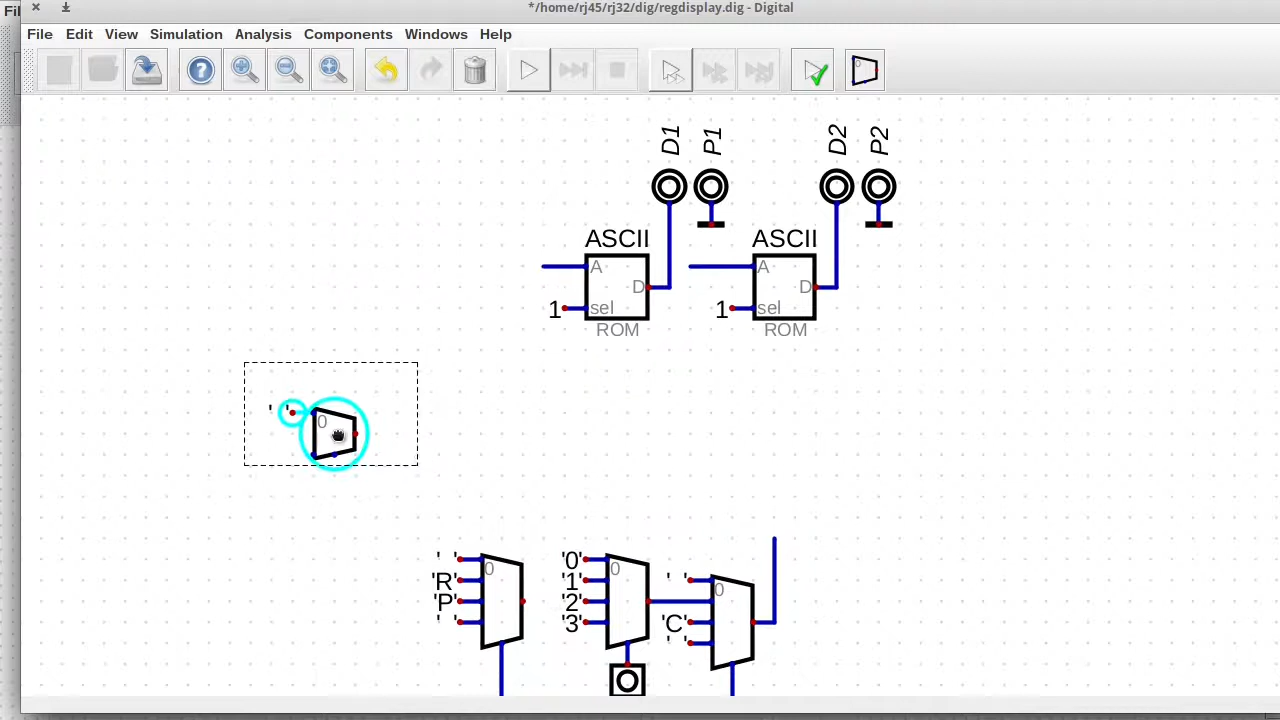 Fil
*/home/rj45/rj32/dig/regdisplay.dig - Digital
File Edit View Simulation Analysis Components Windows Help
0
D1 P1 D2 P2
ASCII ASCII
A A
D D
1 sel 1 sel
ROM ROM
' '
0
' ' 0 '0' 0
'R' '1' ' ' 0
'P' '2'
' ' '3' 'C'
' '